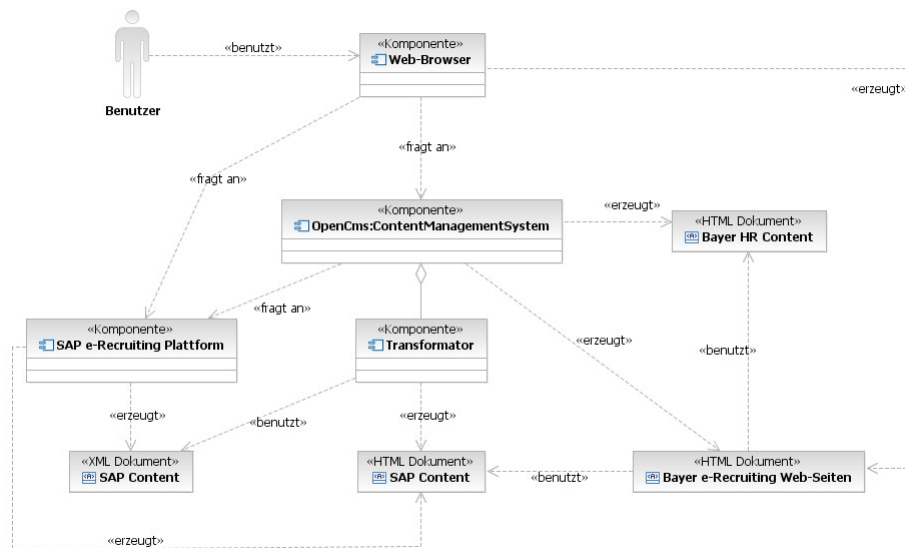 «benutzt»
«Komponente»
Web-Browser
«erzeugt»
Benutzer
«fragt an»
«fragt an»
«Komponente»
OpenCms:ContentManagementSystem
«erzeugt»
«HTML Dokument»
Bayer HR Content
«fragt an»
«Komponente»
SAP e-Recruiting Plattform
«Komponente»
Transformator
«erzeugt»
«benutzt»
«erzeugt»
«benutzt»
«erzeugt»
«XML Dokument»
SAP Content
«HTML Dokument»
SAP Content
«benutzt»
«HTML Dokument»
Bayer e-Recruiting Web-Seiten
«erzeugt»